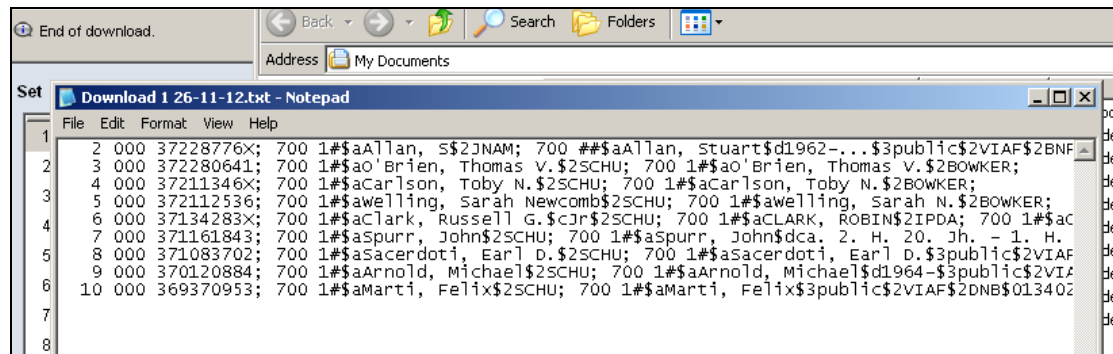 End of download.
Back Search Folders
Address My Documents
Set
Download 1 26-11-12.txt - Notepad
File Edit Format View Help
2 000 37228776X; 700 1#$aAllan, S$2JNAM; 700 ##$aAllan, Stuart$d1962-...$3public$2VIAF$2BNF
3 000 372280641; 700 1#$aO'Brien, Thomas V.$2SCHU; 700 1#$aO'Brien, Thomas V.$2BOWKER;
4 000 37211346X; 700 1#$aCarlson, Toby N.$2SCHU; 700 1#$aCarlson, Toby N.$2BOWKER;
5 000 372112536; 700 1#$aWelling, Sarah Newcomb$2SCHU; 700 1#$aWelling, Sarah N.$2BOWKER;
6 000 37134283X; 700 1#$aClark, Russell G.$cJr$2SCHU; 700 1#$aCLARK, ROBIN$2IPDA; 700 1#$aC
7 000 371161843; 700 1#$aSpurr, John$2SCHU; 700 1#$aSpurr, John$dca. 2. H. 20. Jh. - 1. H.
8 000 371083702; 700 1#$aSacerdoti, Earl D.$2SCHU; 700 1#$aSacerdoti, Earl D.$3public$2VIAF
9 000 370120884; 700 1#$aArnold, Michael$2SCHU; 700 1#$aArnold, Michael$d1964-$3public$2VIA
10 000 369370953; 700 1#$aMarti, Felix$2SCHU; 700 1#$aMarti, Felix$3public$2VIAF$2DNB$013402
1
2
3
4
5
6
7
8